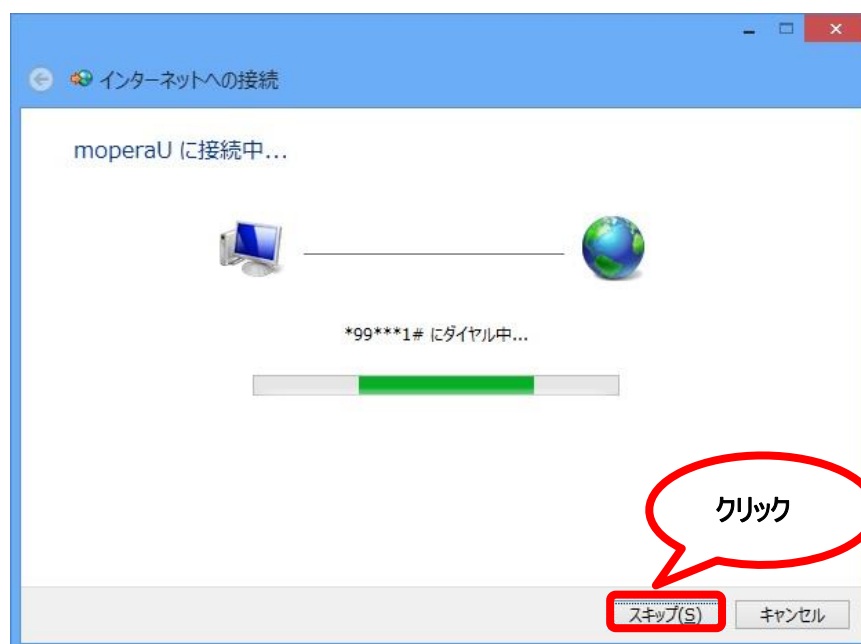 インターネットへの接続
moperaU に接続中...
*99***1# にダイヤル中...
クリック
スキップ(S)
キャンセル